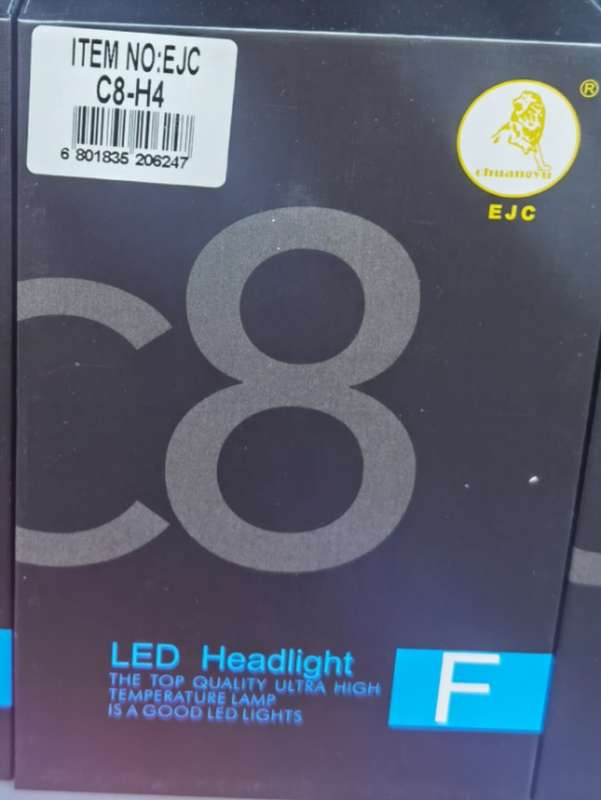 ITEM NO:EJC
C8-H4
6 801835 206247
®
chuangyu
EJC
C8
LED Headlight
THE TOP QUALITY ULTRA HIGH
TEMPERATURE LAMP
IS A GOOD LED LIGHTS
F